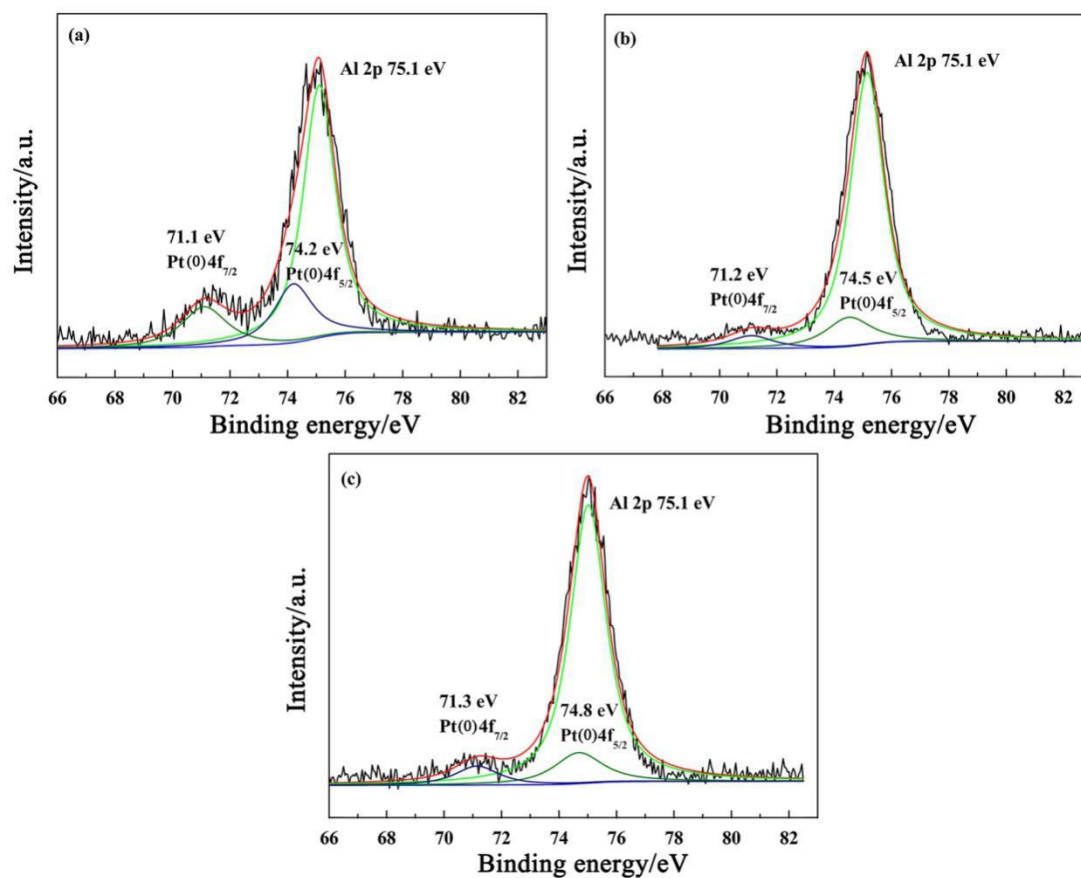 (a)
Al 2p 75.1 eV
71.1 eV
Pt(0)4f7/2
74.2 eV
Pt(0)4f5/2
Intensity/a.u.
66 68 70 72 74 76 78 80 82
Binding energy/eV
(b)
Al 2p 75.1 eV
71.2 eV
Pt(0)4f7/2
74.5 eV
Pt(0)4f5/2
Intensity/a.u.
66 68 70 72 74 76 78 80 82
Binding energy/eV
(c)
Al 2p 75.1 eV
71.3 eV
Pt(0)4f7/2
74.8 eV
Pt(0)4f5/2
Intensity/a.u.
66 68 70 72 74 76 78 80 82
Binding energy/eV